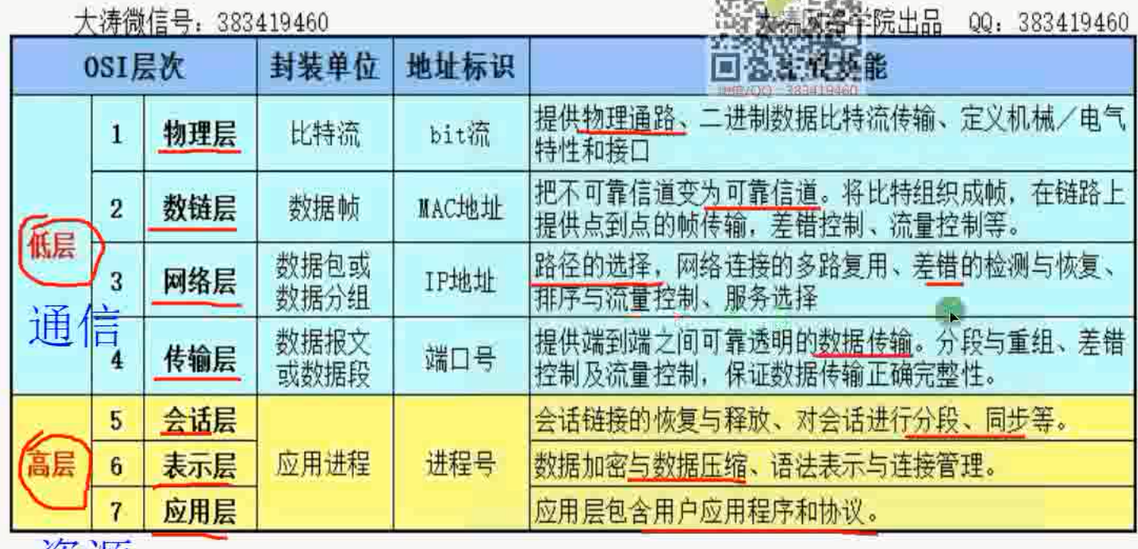 大涛微信号：383419460
大涛网络学院出品 QQ：383419460
OSI层次 封装单位 地址标识 功能
微信/QQ：383419460
低层
通信
1 物理层 比特流 bit流
提供物理通路、二进制数据比特流传输、定义机械／电气
特性和接口
2 数链层 数据帧 MAC地址
把不可靠信道变为可靠信道。将比特组织成帧，在链路上
提供点到点的帧传输，差错控制、流量控制等。
3 网络层
数据包或
数据分组
IP地址
路径的选择，网络连接的多路复用、差错的检测与恢复、
排序与流量控制、服务选择
4 传输层
数据报文
或数据段
端口号
提供端到端之间可靠透明的数据传输。分段与重组、差错
控制及流量控制，保证数据传输正确完整性。
高层
资源
5 会话层
会话链接的恢复与释放、对会话进行分段、同步等。
6 表示层 应用进程 进程号
数据加密与数据压缩、语法表示与连接管理。
7 应用层
应用层包含用户应用程序和协议。